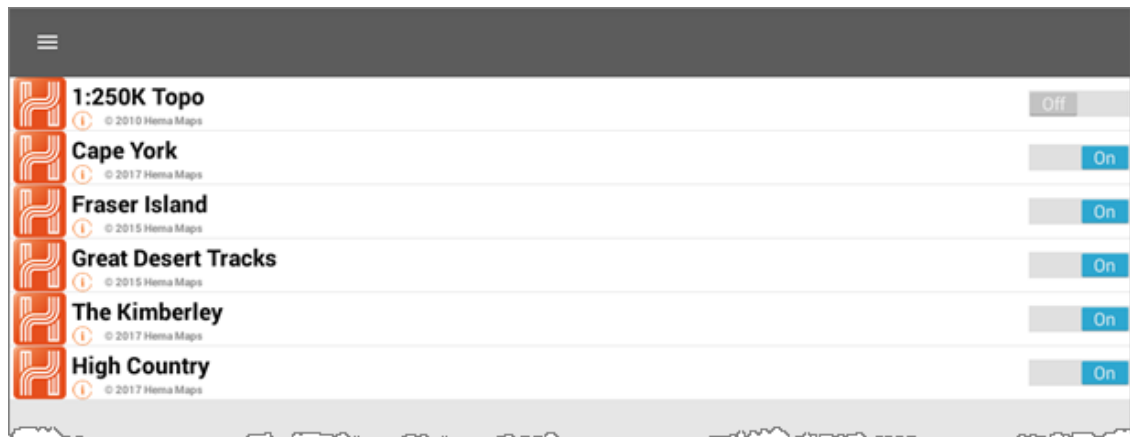 1:250K Topo
© 2010 Hema Maps
Off
Cape York
© 2017 Hema Maps
On
Fraser Island
© 2015 Hema Maps
On
Great Desert Tracks
© 2015 Hema Maps
On
The Kimberley
© 2017 Hema Maps
On
High Country
© 2017 Hema Maps
On